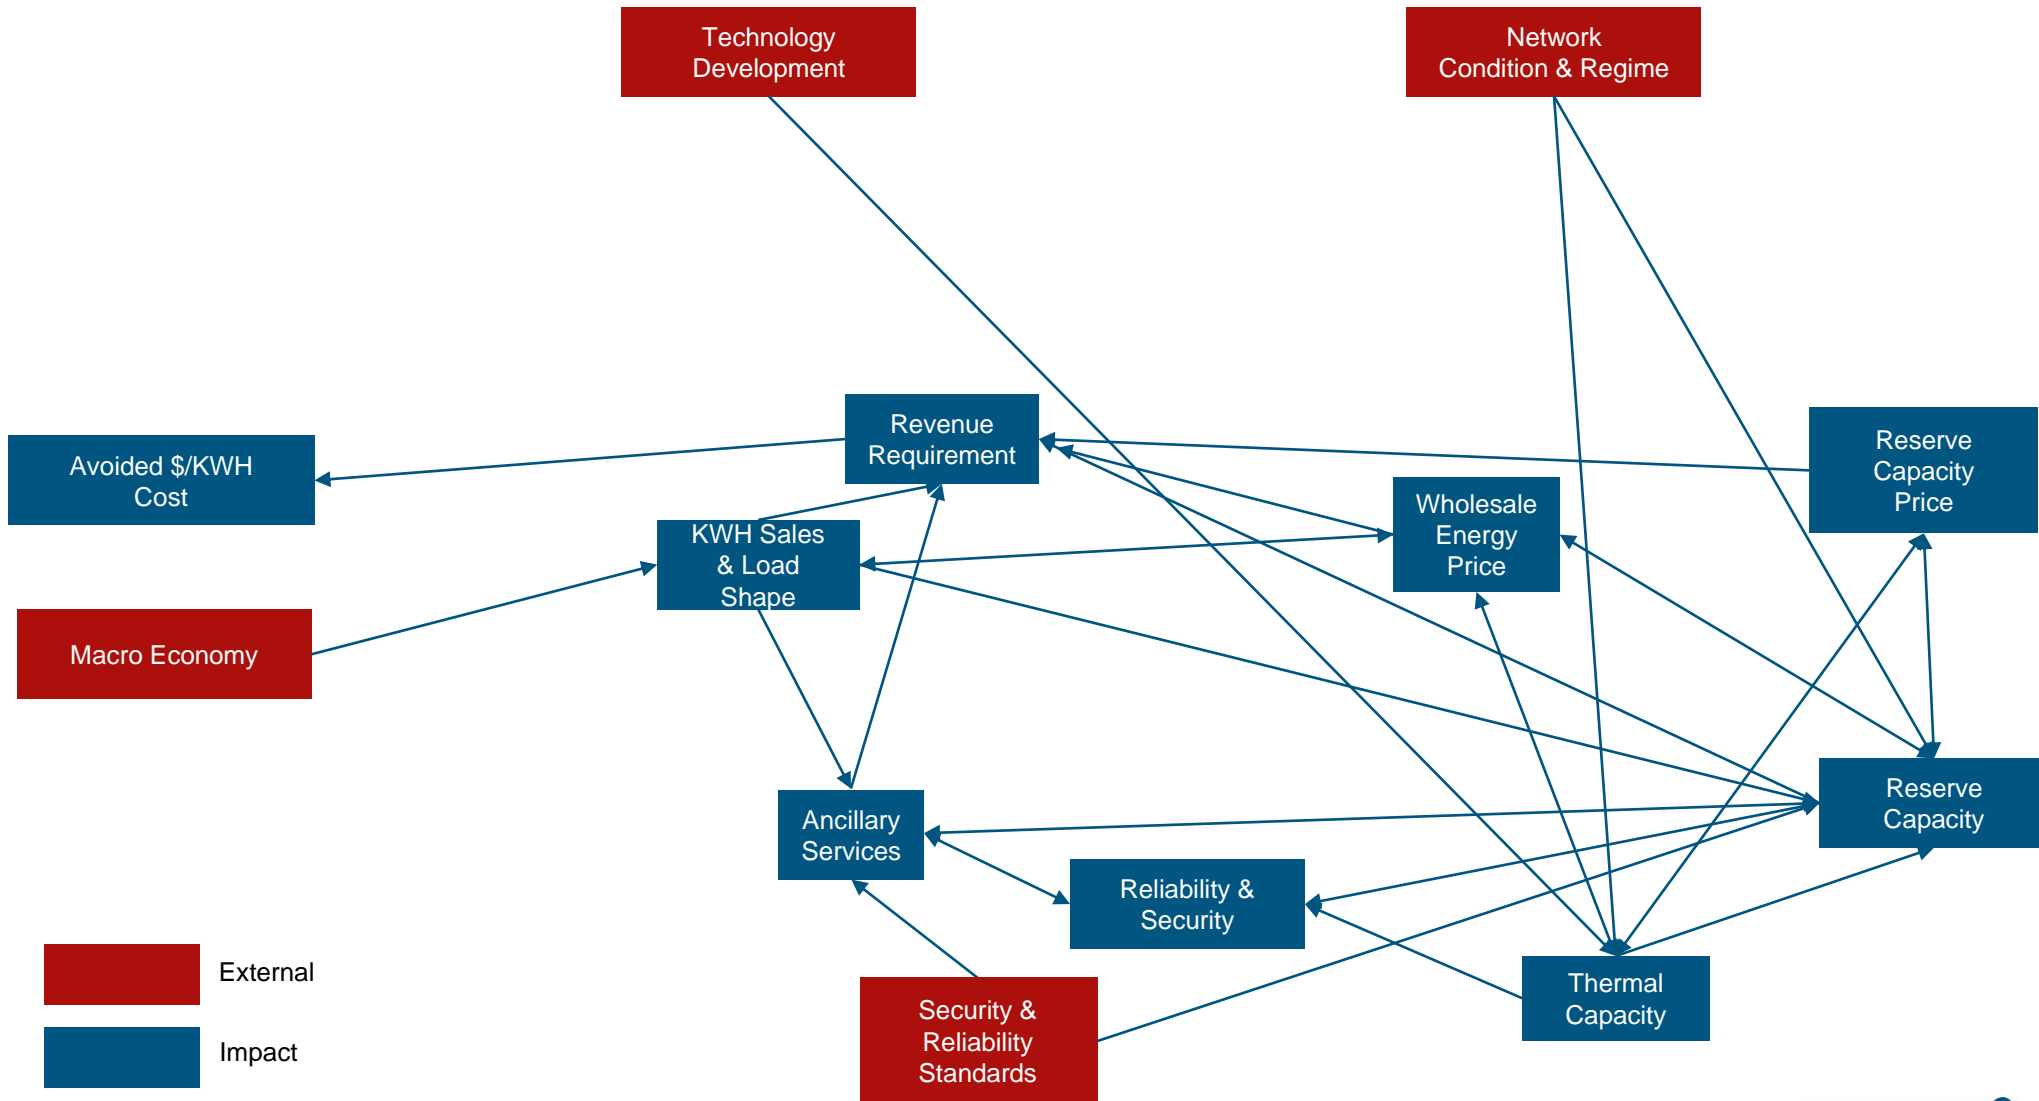 Technology
Development
Network
Condition & Regime
Revenue
Requirement
Reserve
Capacity
Price
Avoided $/KWH
Cost
Wholesale
Energy
Price
KWH Sales
& Load
Shape
Macro Economy
Reserve
Capacity
Ancillary
Services
Reliability &
Security
Thermal
Capacity
Security &
Reliability
Standards
External
Impact